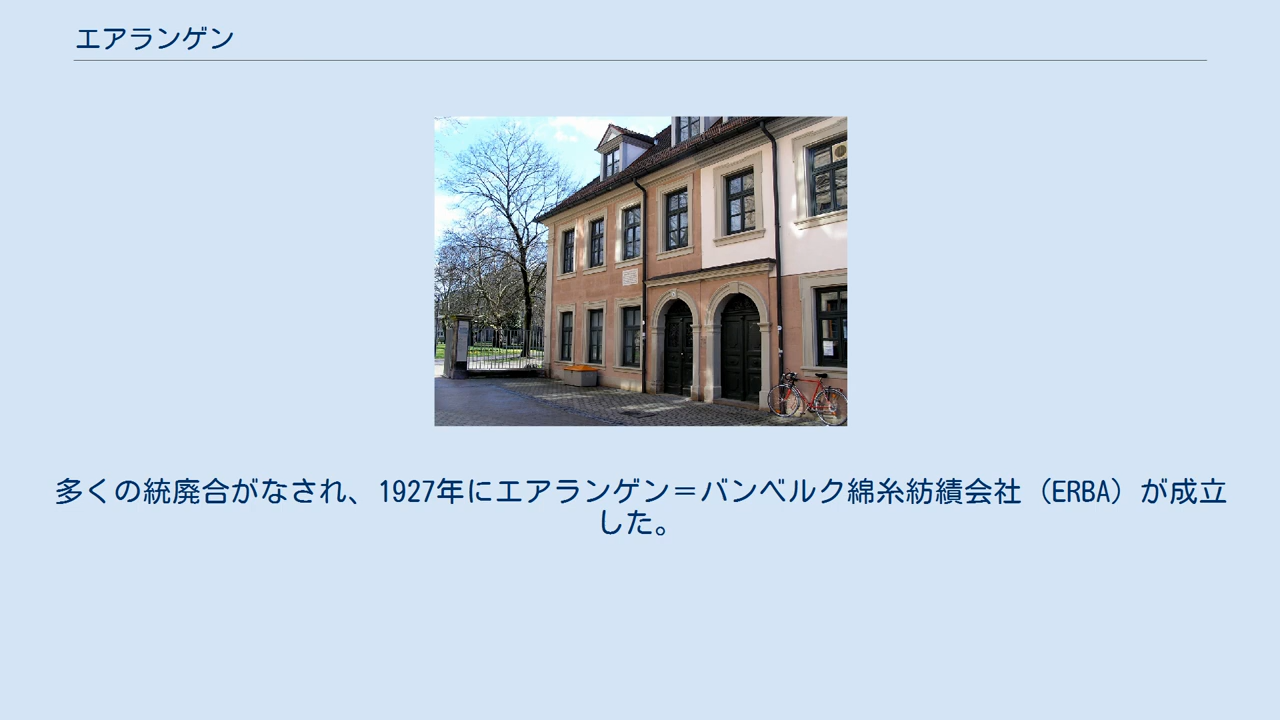 エアランゲン
多くの統廃合がなされ、1927年にエアランゲン＝バンベルク綿糸紡績会社（ERBA）が成立
した。